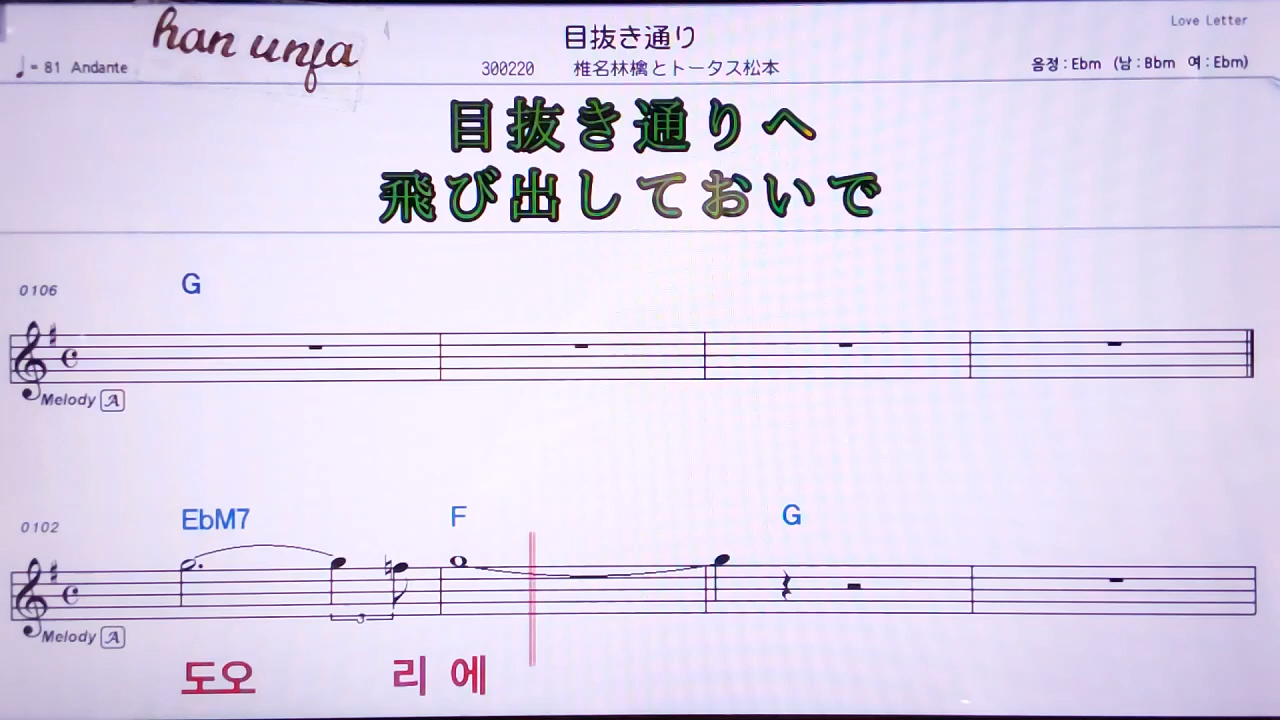 han unfa
Love Letter
目抜き通り
♩= 81 Andante
300220 椎名林檎とトータス松本
음정 : Ebm (남 : Bbm 여 : Ebm)
目抜き通りへ
飛び出しておいで
0106 G
Melody A
0102 EbM7 F G
3
Melody A
도오 리 에